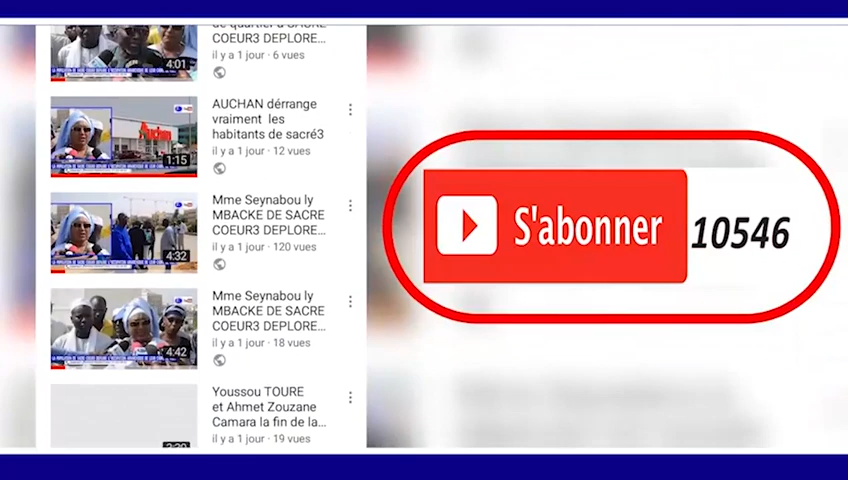 de quartier à SACRE
COEUR3 DEPLORE...
il y a 1 jour · 6 vues
4:01
AUCHAN dérrange
vraiment les
habitants de sacré3
il y a 1 jour · 12 vues
Auchan
1:15
Mme Seynabou ly
MBACKE DE SACRE
COEUR3 DEPLORE...
il y a 1 jour · 120 vues
4:32
Mme Seynabou ly
MBACKE DE SACRE
COEUR3 DEPLORE...
il y a 1 jour · 18 vues
4:42
Youssou TOURE
et Ahmet Zouzane
Camara la fin de la...
il y a 1 jour · 19 vues
S'abonner
10546